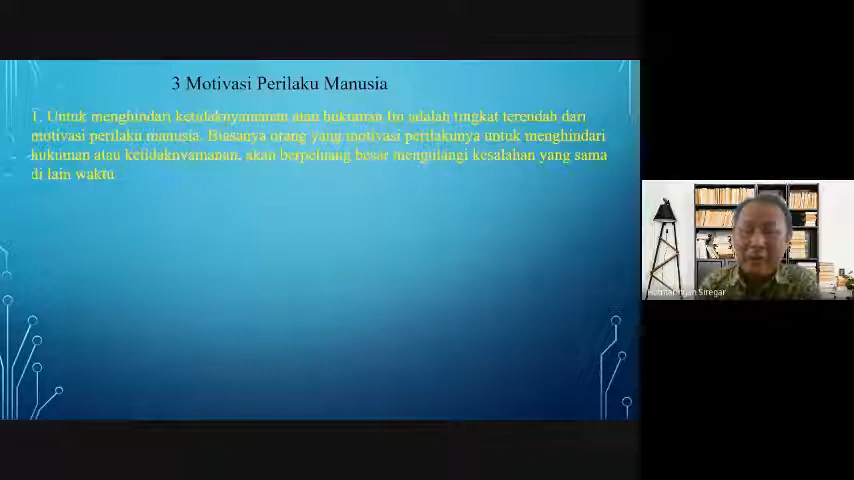 3 Motivasi Perilaku Manusia
1. Untuk menghindari ketidaknyamanan atau hukuman Ini adalah tingkat terendah dari
motivasi perilaku manusia. Biasanya orang yang motivasi perilakunya untuk menghindari
hukuman atau ketidaknyamanan, akan berpeluang besar mengulangi kesalahan yang sama
di lain waktu
Siregar